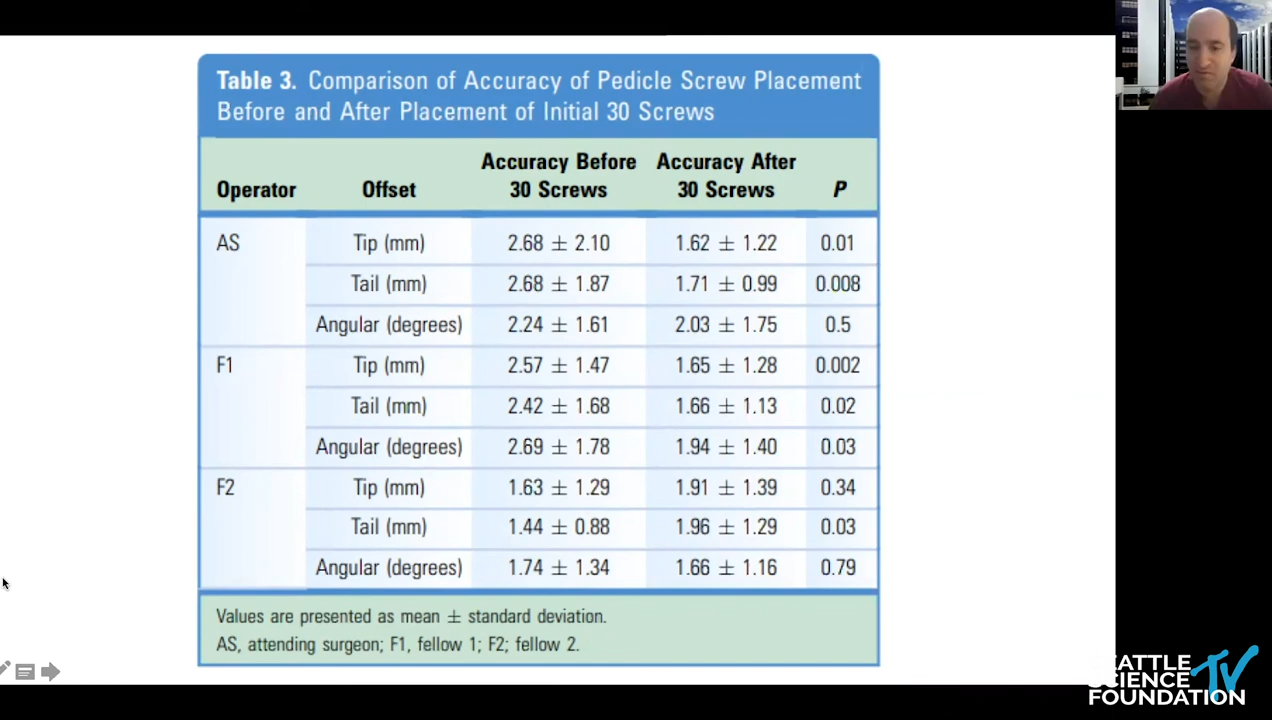 Table 3. Comparison of Accuracy of Pedicle Screw Placement
Before and After Placement of Initial 30 Screws
Operator Offset Accuracy Before 30 Screws Accuracy After 30 Screws P
AS Tip (mm) 2.68 ± 2.10 1.62 ± 1.22 0.01
Tail (mm) 2.68 ± 1.87 1.71 ± 0.99 0.008
Angular (degrees) 2.24 ± 1.61 2.03 ± 1.75 0.5
F1 Tip (mm) 2.57 ± 1.47 1.65 ± 1.28 0.002
Tail (mm) 2.42 ± 1.68 1.66 ± 1.13 0.02
Angular (degrees) 2.69 ± 1.78 1.94 ± 1.40 0.03
F2 Tip (mm) 1.63 ± 1.29 1.91 ± 1.39 0.34
Tail (mm) 1.44 ± 0.88 1.96 ± 1.29 0.03
Angular (degrees) 1.74 ± 1.34 1.66 ± 1.16 0.79
Values are presented as mean ± standard deviation.
AS, attending surgeon; F1, fellow 1; F2; fellow 2.
SEATTLE
SCIENCE
FOUNDATION
TV